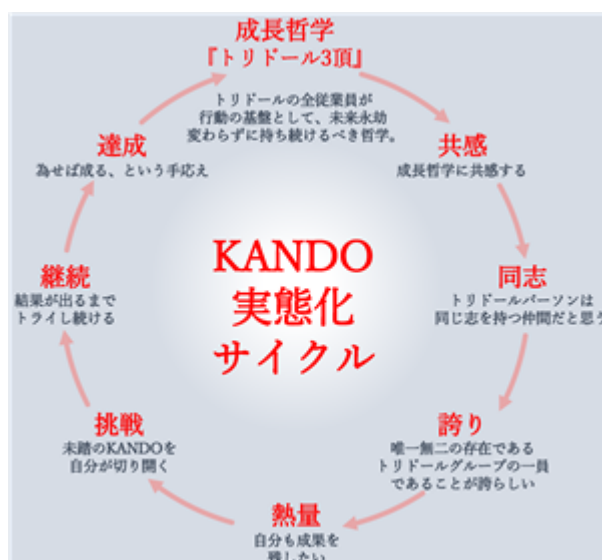 成長哲学
『トリドール3頂』
トリドールの全従業員が
行動の基盤として、未来永劫
変わらずに持ち続けるべき哲学。
共感
成長哲学に共感する
同志
トリドールパーソンは
同じ志を持つ仲間だと思う
誇り
唯一無二の存在である
トリドールグループの一員
であることが誇らしい
熱量
自分も成果を
残したい
挑戦
未踏のKANDOを
自分が切り開く
継続
結果が出るまで
トライし続ける
達成
為せば成る、という手応え
KANDO
実態化
サイクル